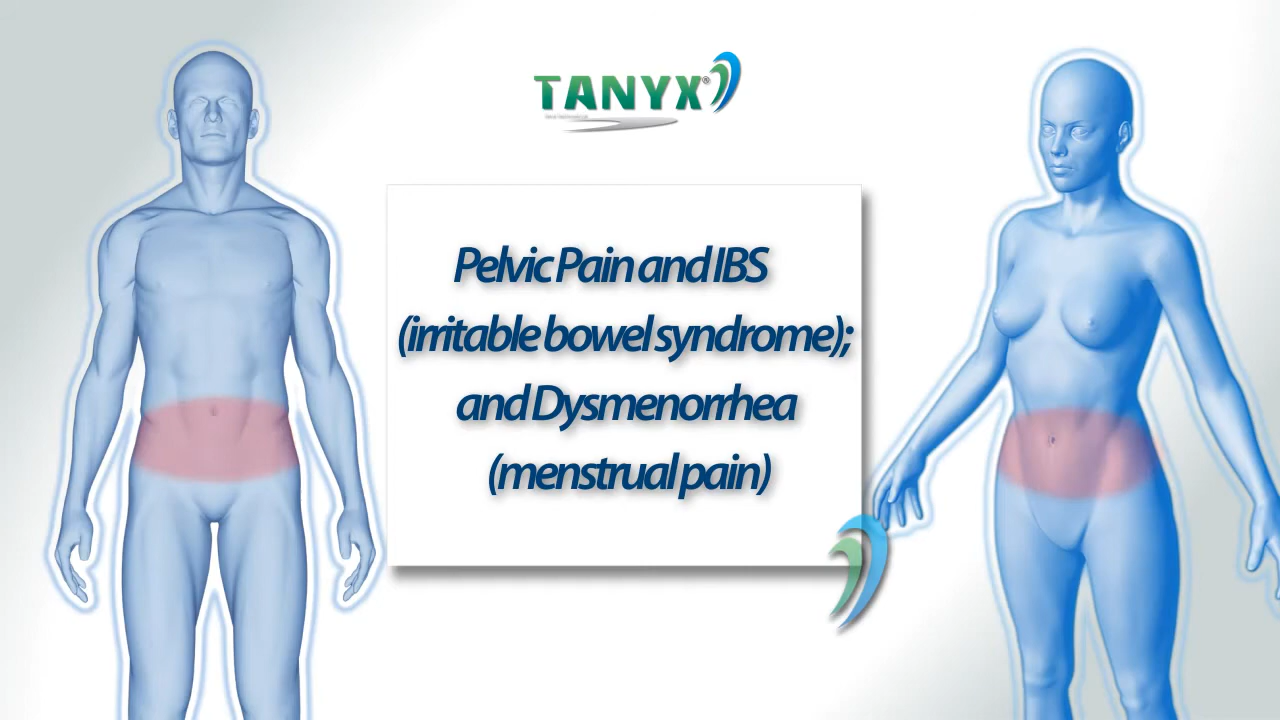 TANYX®
Pelvic Pain and IBS
(irritable bowel syndrome);
and Dysmenorrhea
(menstrual pain)